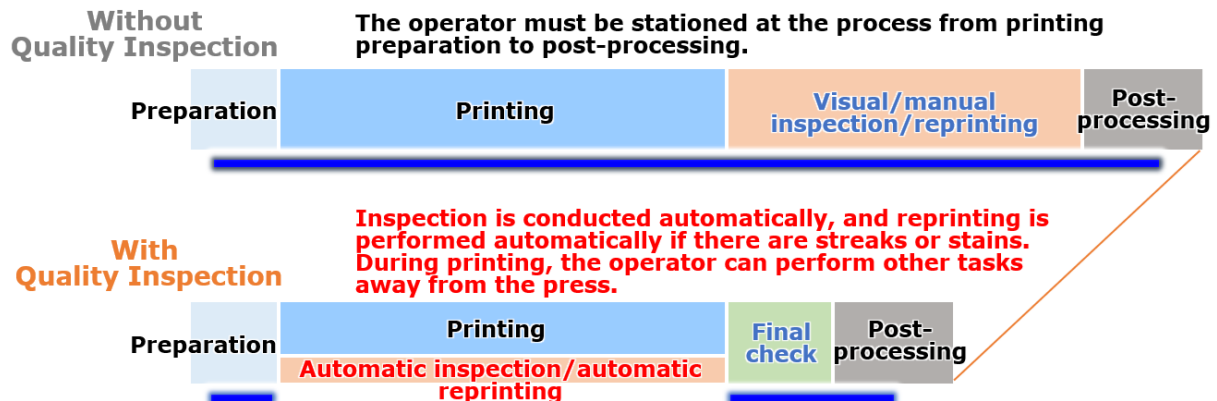 Without
Quality Inspection
The operator must be stationed at the process from printing
preparation to post-processing.
Preparation
Printing
Visual/manual
inspection/reprinting
Post-
processing
With
Quality Inspection
Inspection is conducted automatically, and reprinting is
performed automatically if there are streaks or stains.
During printing, the operator can perform other tasks
away from the press.
Preparation
Printing
Automatic inspection/automatic
reprinting
Final
check
Post-
processing